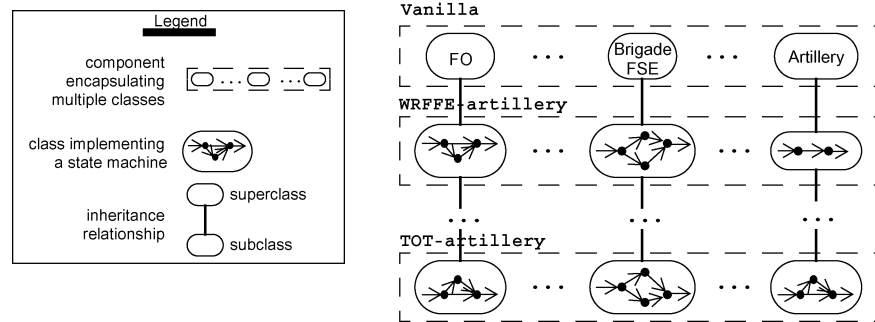 Legend
component
encapsulating
multiple classes
class implementing
a state machine
superclass
inheritance
relationship
subclass
Vanilla
FO
...
Brigade
FSE
...
Artillery
WRFFE-artillery
...
...
...
...
...
TOT-artillery
...
...